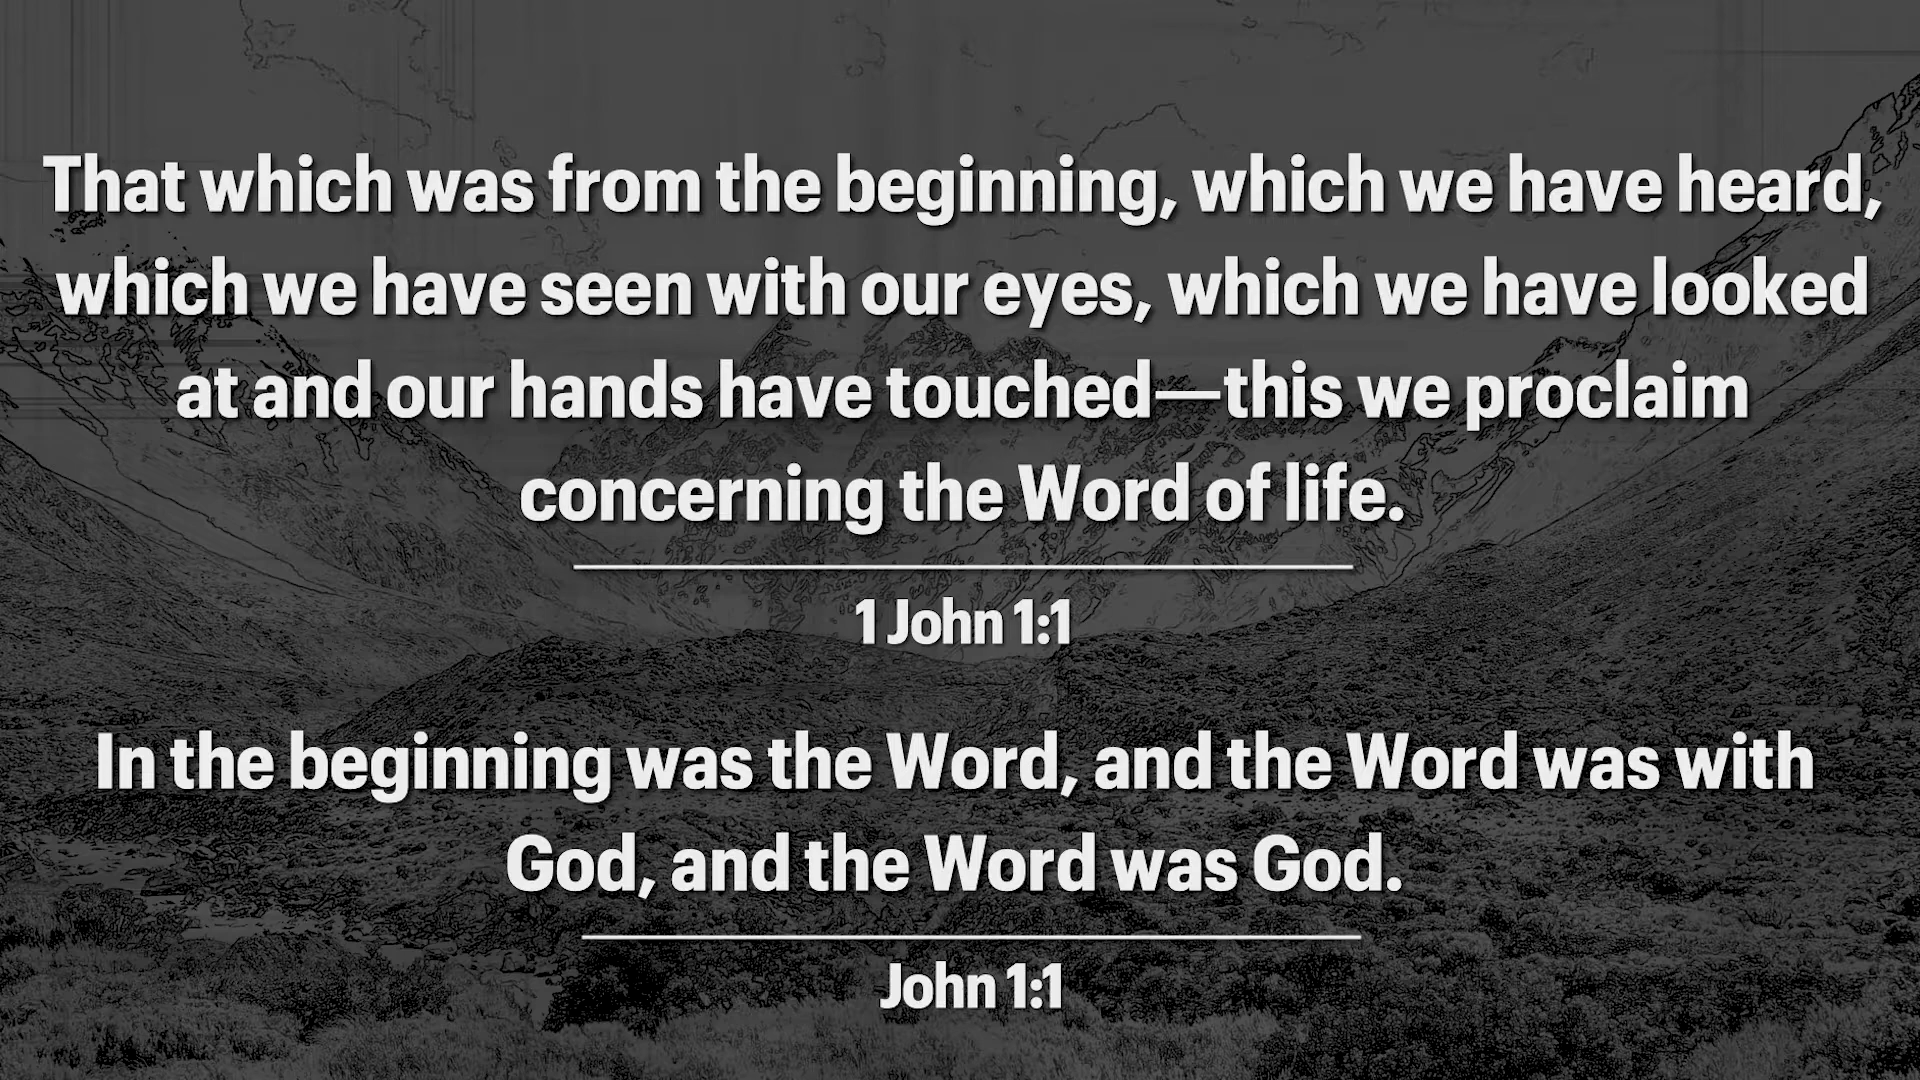 That which was from the beginning, which we have heard,
which we have seen with our eyes, which we have looked
at and our hands have touched—this we proclaim
concerning the Word of life.
1 John 1:1
In the beginning was the Word, and the Word was with
God, and the Word was God.
John 1:1